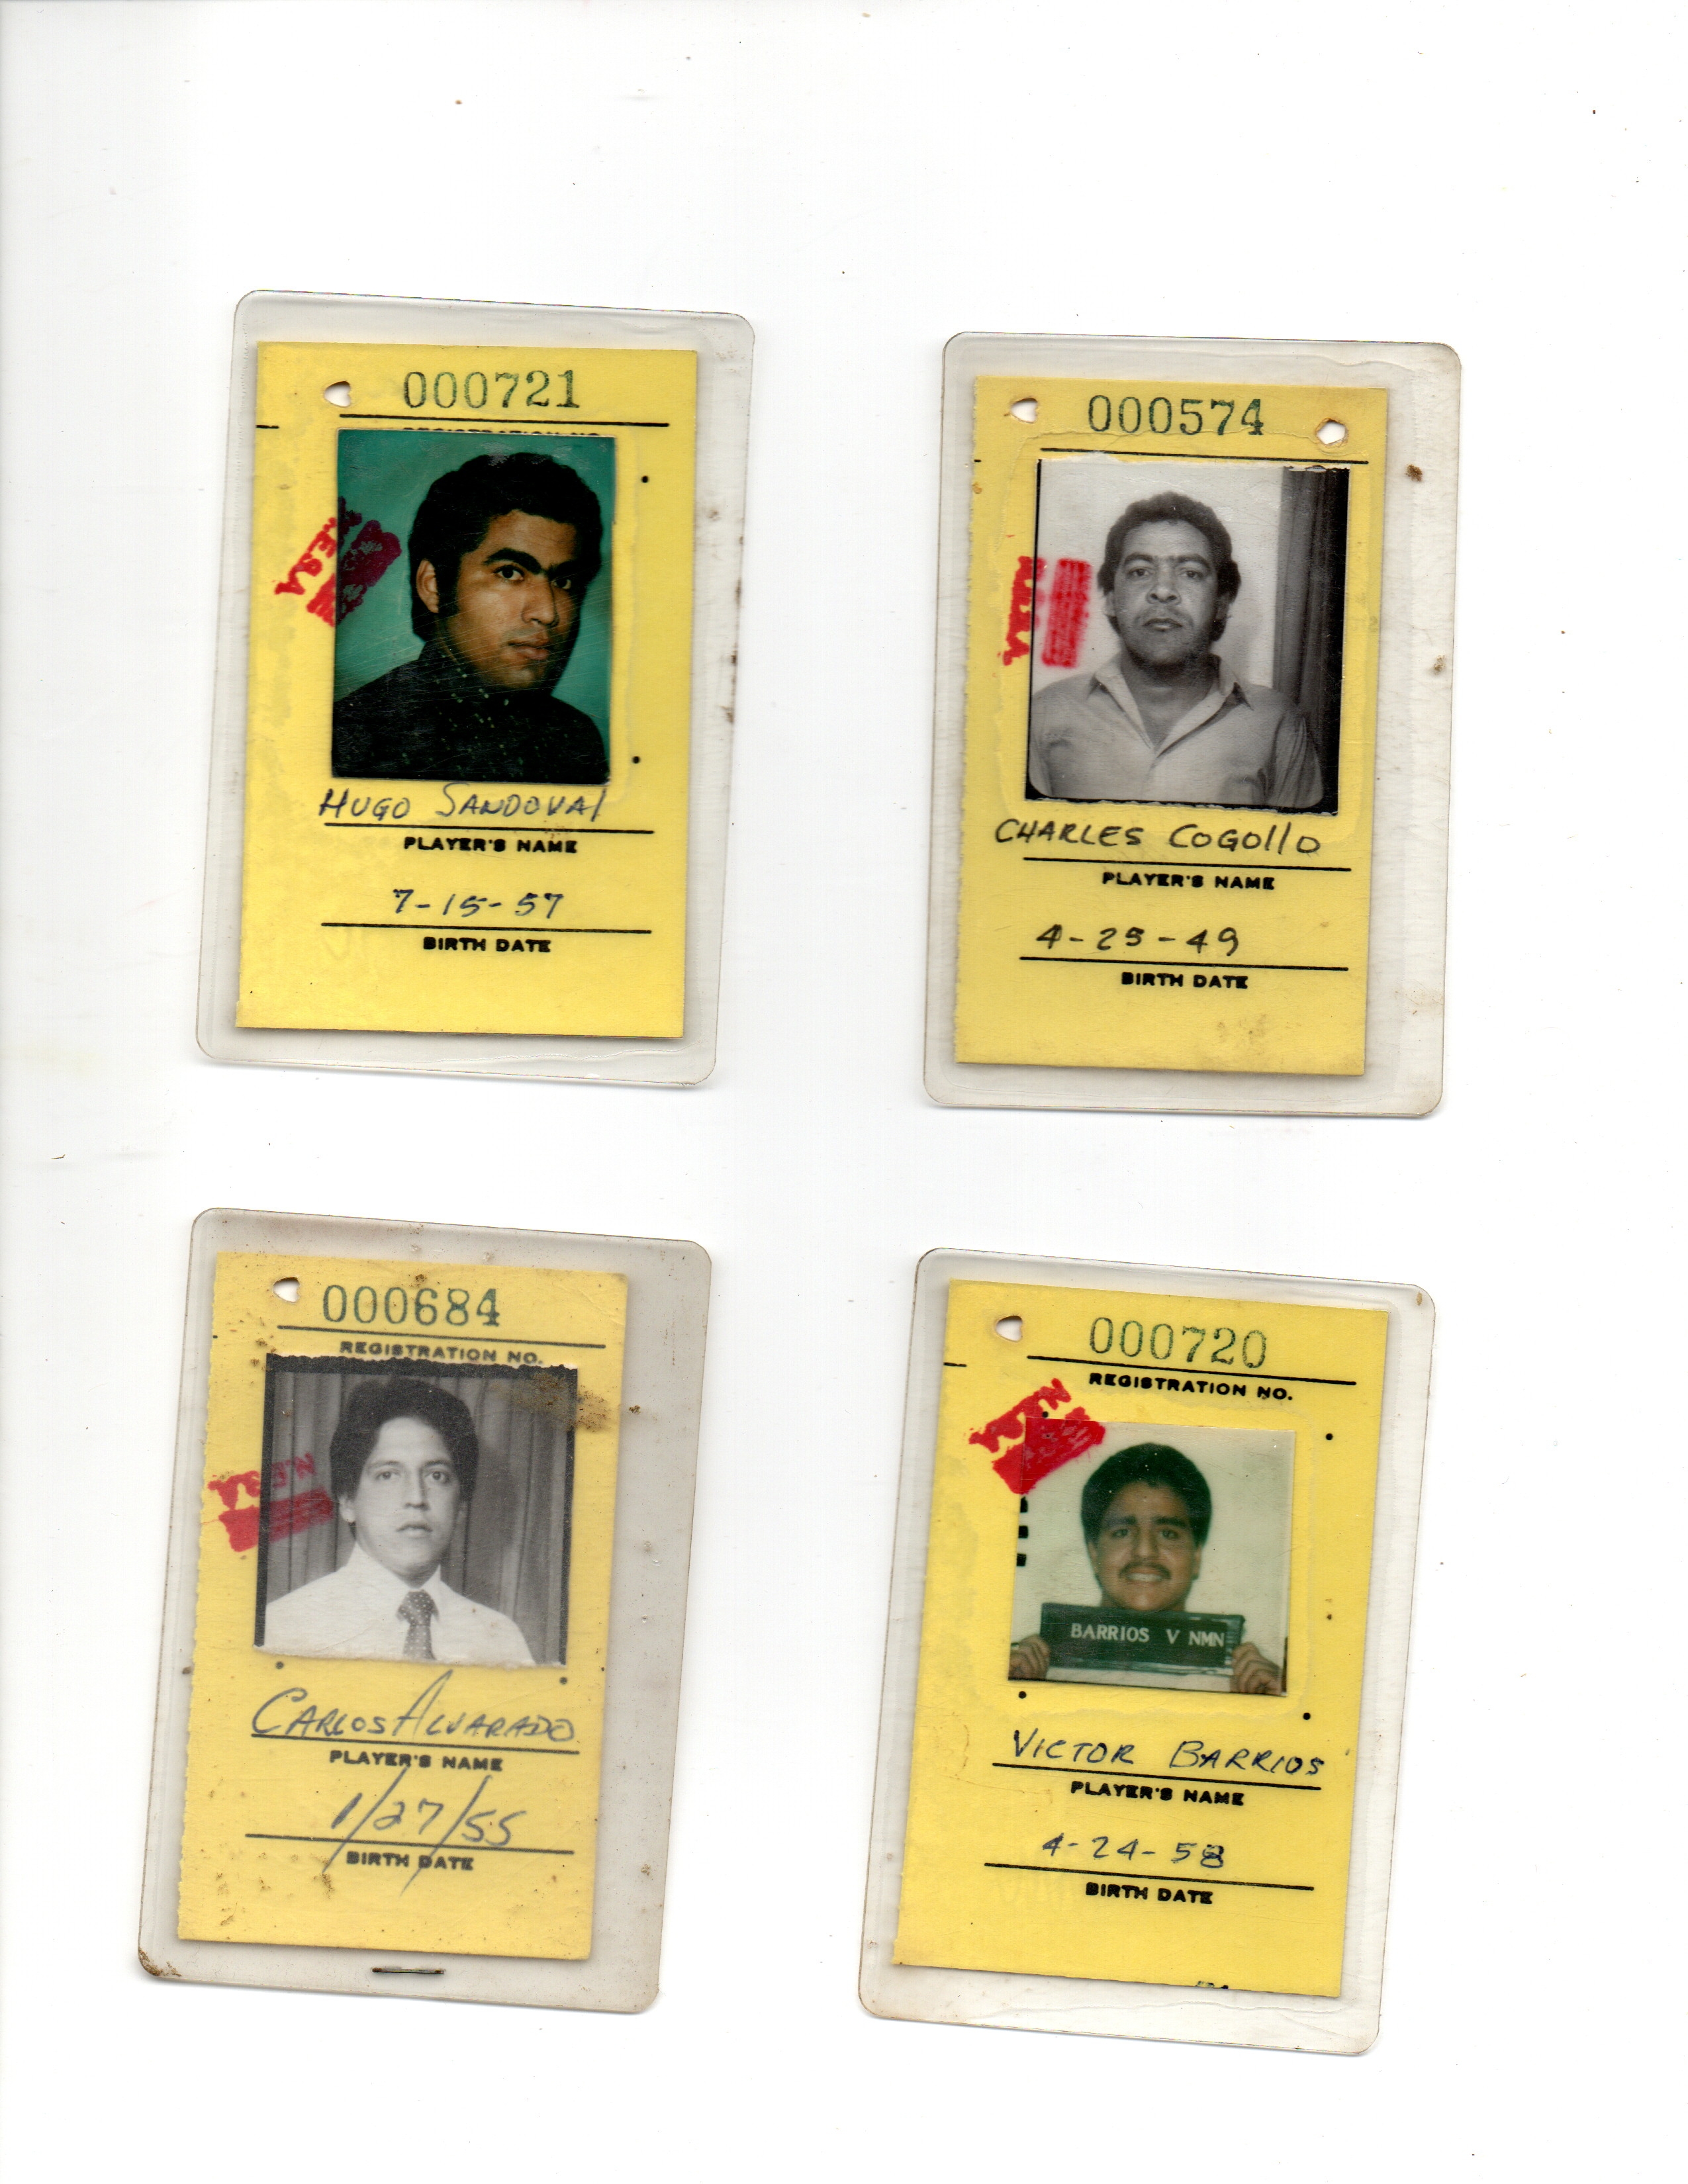 000721
HUGO SANDOVAl
PLAYER'S NAME
7-15-57
BIRTH DATE
000574
CHARLES COGOllO
PLAYER'S NAME
4-25-49
BIRTH DATE
000684
REGISTRATION NO.
CARLOS ALVARADO
PLAYER'S NAME
1/27/55
BIRTH DATE
000720
REGISTRATION NO.
BARRIOS V NMN
VICTOR BARRIOS
PLAYER'S NAME
4-24-58
BIRTH DATE